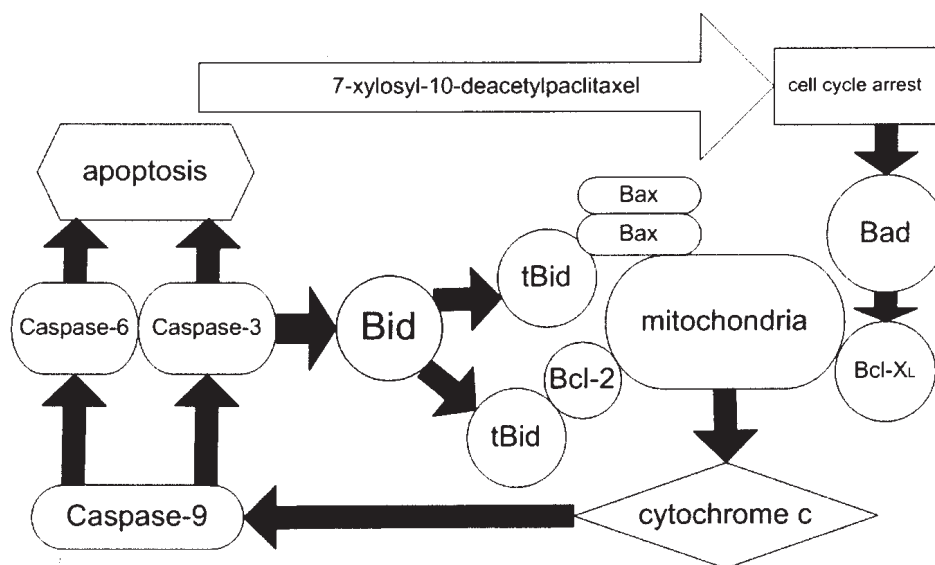 7-xylosyl-10-deacetylpaclitaxel
cell cycle arrest
apoptosis
Bax
Bax
Bad
tBid
Caspase-6
Caspase-3
Bid
mitochondria
Bcl-2
Bcl-XL
tBid
Caspase-9
cytochrome c